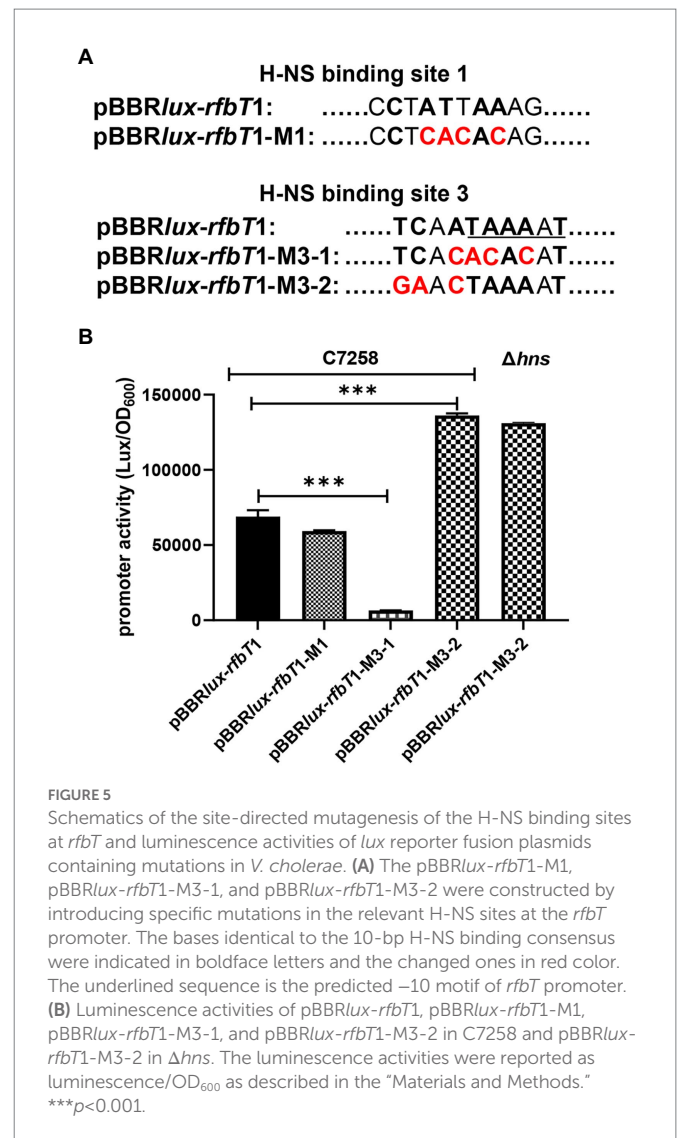 A
H-NS binding site 1
pBBRlux-rfbT1: ......CCTATTAAAG......
pBBRlux-rfbT1-M1: ......CCTCACACAG......
H-NS binding site 3
pBBRlux-rfbT1: ......TCAATAAAAT......
pBBRlux-rfbT1-M3-1: ......TCACACACAT......
pBBRlux-rfbT1-M3-2: ......GAACTAAAAT......
B
C7258
Δhns
***
***
promoter activity (Lux/OD600)
150000
100000
50000
0
pBBRlux-rfbT1
pBBRlux-rfbT1-M1
pBBRlux-rfbT1-M3-1
pBBRlux-rfbT1-M3-2
pBBRlux-rfbT1-M3-2
FIGURE 5
Schematics of the site-directed mutagenesis of the H-NS binding sites
at rfbT and luminescence activities of lux reporter fusion plasmids
containing mutations in V. cholerae. (A) The pBBRlux-rfbT1-M1,
pBBRlux-rfbT1-M3-1, and pBBRlux-rfbT1-M3-2 were constructed by
introducing specific mutations in the relevant H-NS sites at the rfbT
promoter. The bases identical to the 10-bp H-NS binding consensus
were indicated in boldface letters and the changed ones in red color.
The underlined sequence is the predicted −10 motif of rfbT promoter.
(B) Luminescence activities of pBBRlux-rfbT1, pBBRlux-rfbT1-M1,
pBBRlux-rfbT1-M3-1, and pBBRlux-rfbT1-M3-2 in C7258 and pBBRlux-
rfbT1-M3-2 in Δhns. The luminescence activities were reported as
luminescence/OD600 as described in the “Materials and Methods.”
***p<0.001.